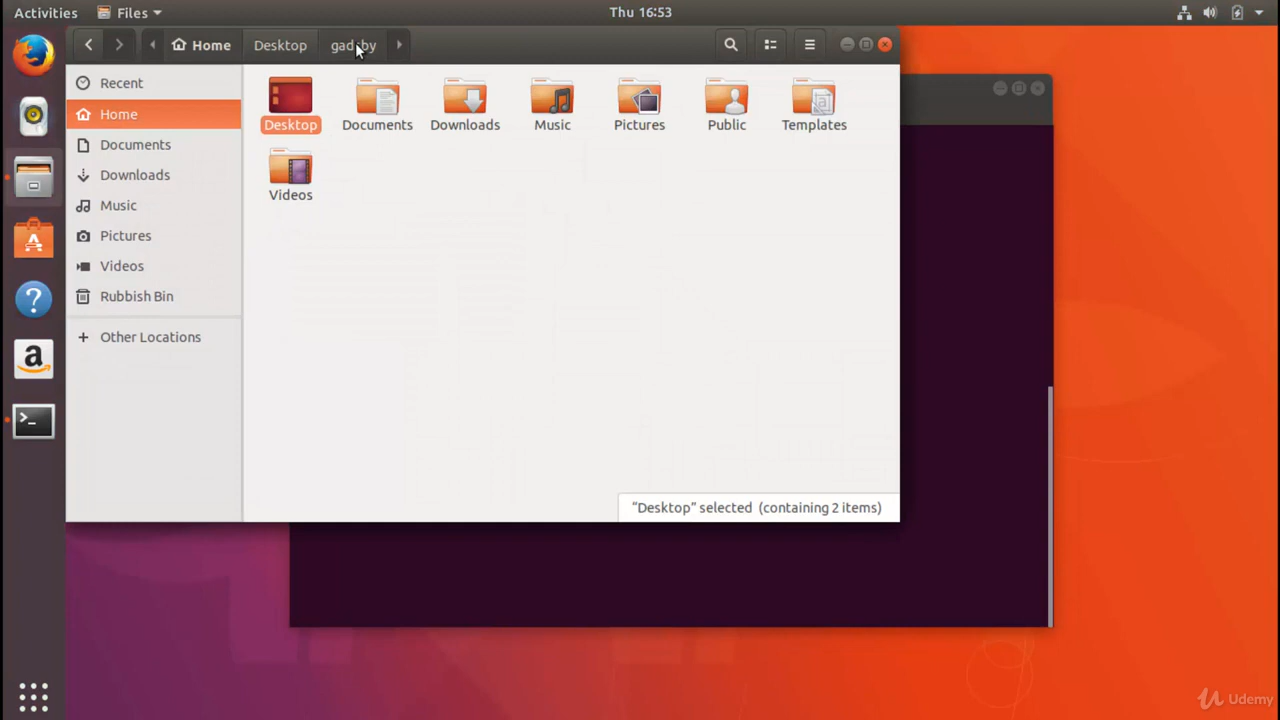 Activities
Files
Thu 16:53
Home
Desktop
Recent
Home
Documents
Downloads
Music
Pictures
Videos
Rubbish Bin
Other Locations
Desktop
Documents
Downloads
Music
Pictures
Public
Templates
Videos
"Desktop" selected (containing 2 items)
Udemy